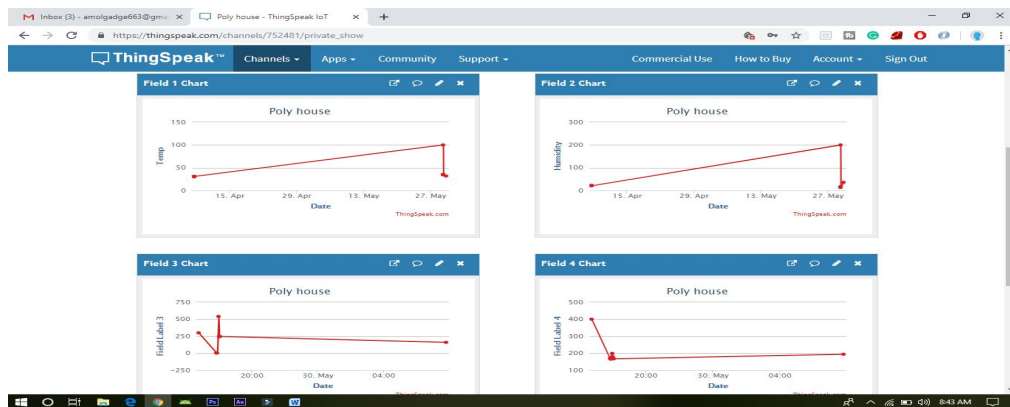 Inbox (3) - amolgadge663@gma
Poly house - ThingSpeak IoT
https://thingspeak.com/channels/752481/private_show
ThingSpeak™ Channels Apps Community Support Commercial Use How to Buy Account Sign Out
Field 1 Chart
Poly house
150
100
50
0
Temp
15. Apr 29. Apr 13. May 27. May
Date
ThingSpeak.com
Field 2 Chart
Poly house
300
200
100
0
Humidity
15. Apr 29. Apr 13. May 27. May
Date
ThingSpeak.com
Field 3 Chart
Poly house
750
500
250
0
-250
Field Label 3
20:00 30. May 04:00
Date
Field 4 Chart
Poly house
500
400
300
200
100
Field Label 4
20:00 30. May 04:00
Date
8:43 AM